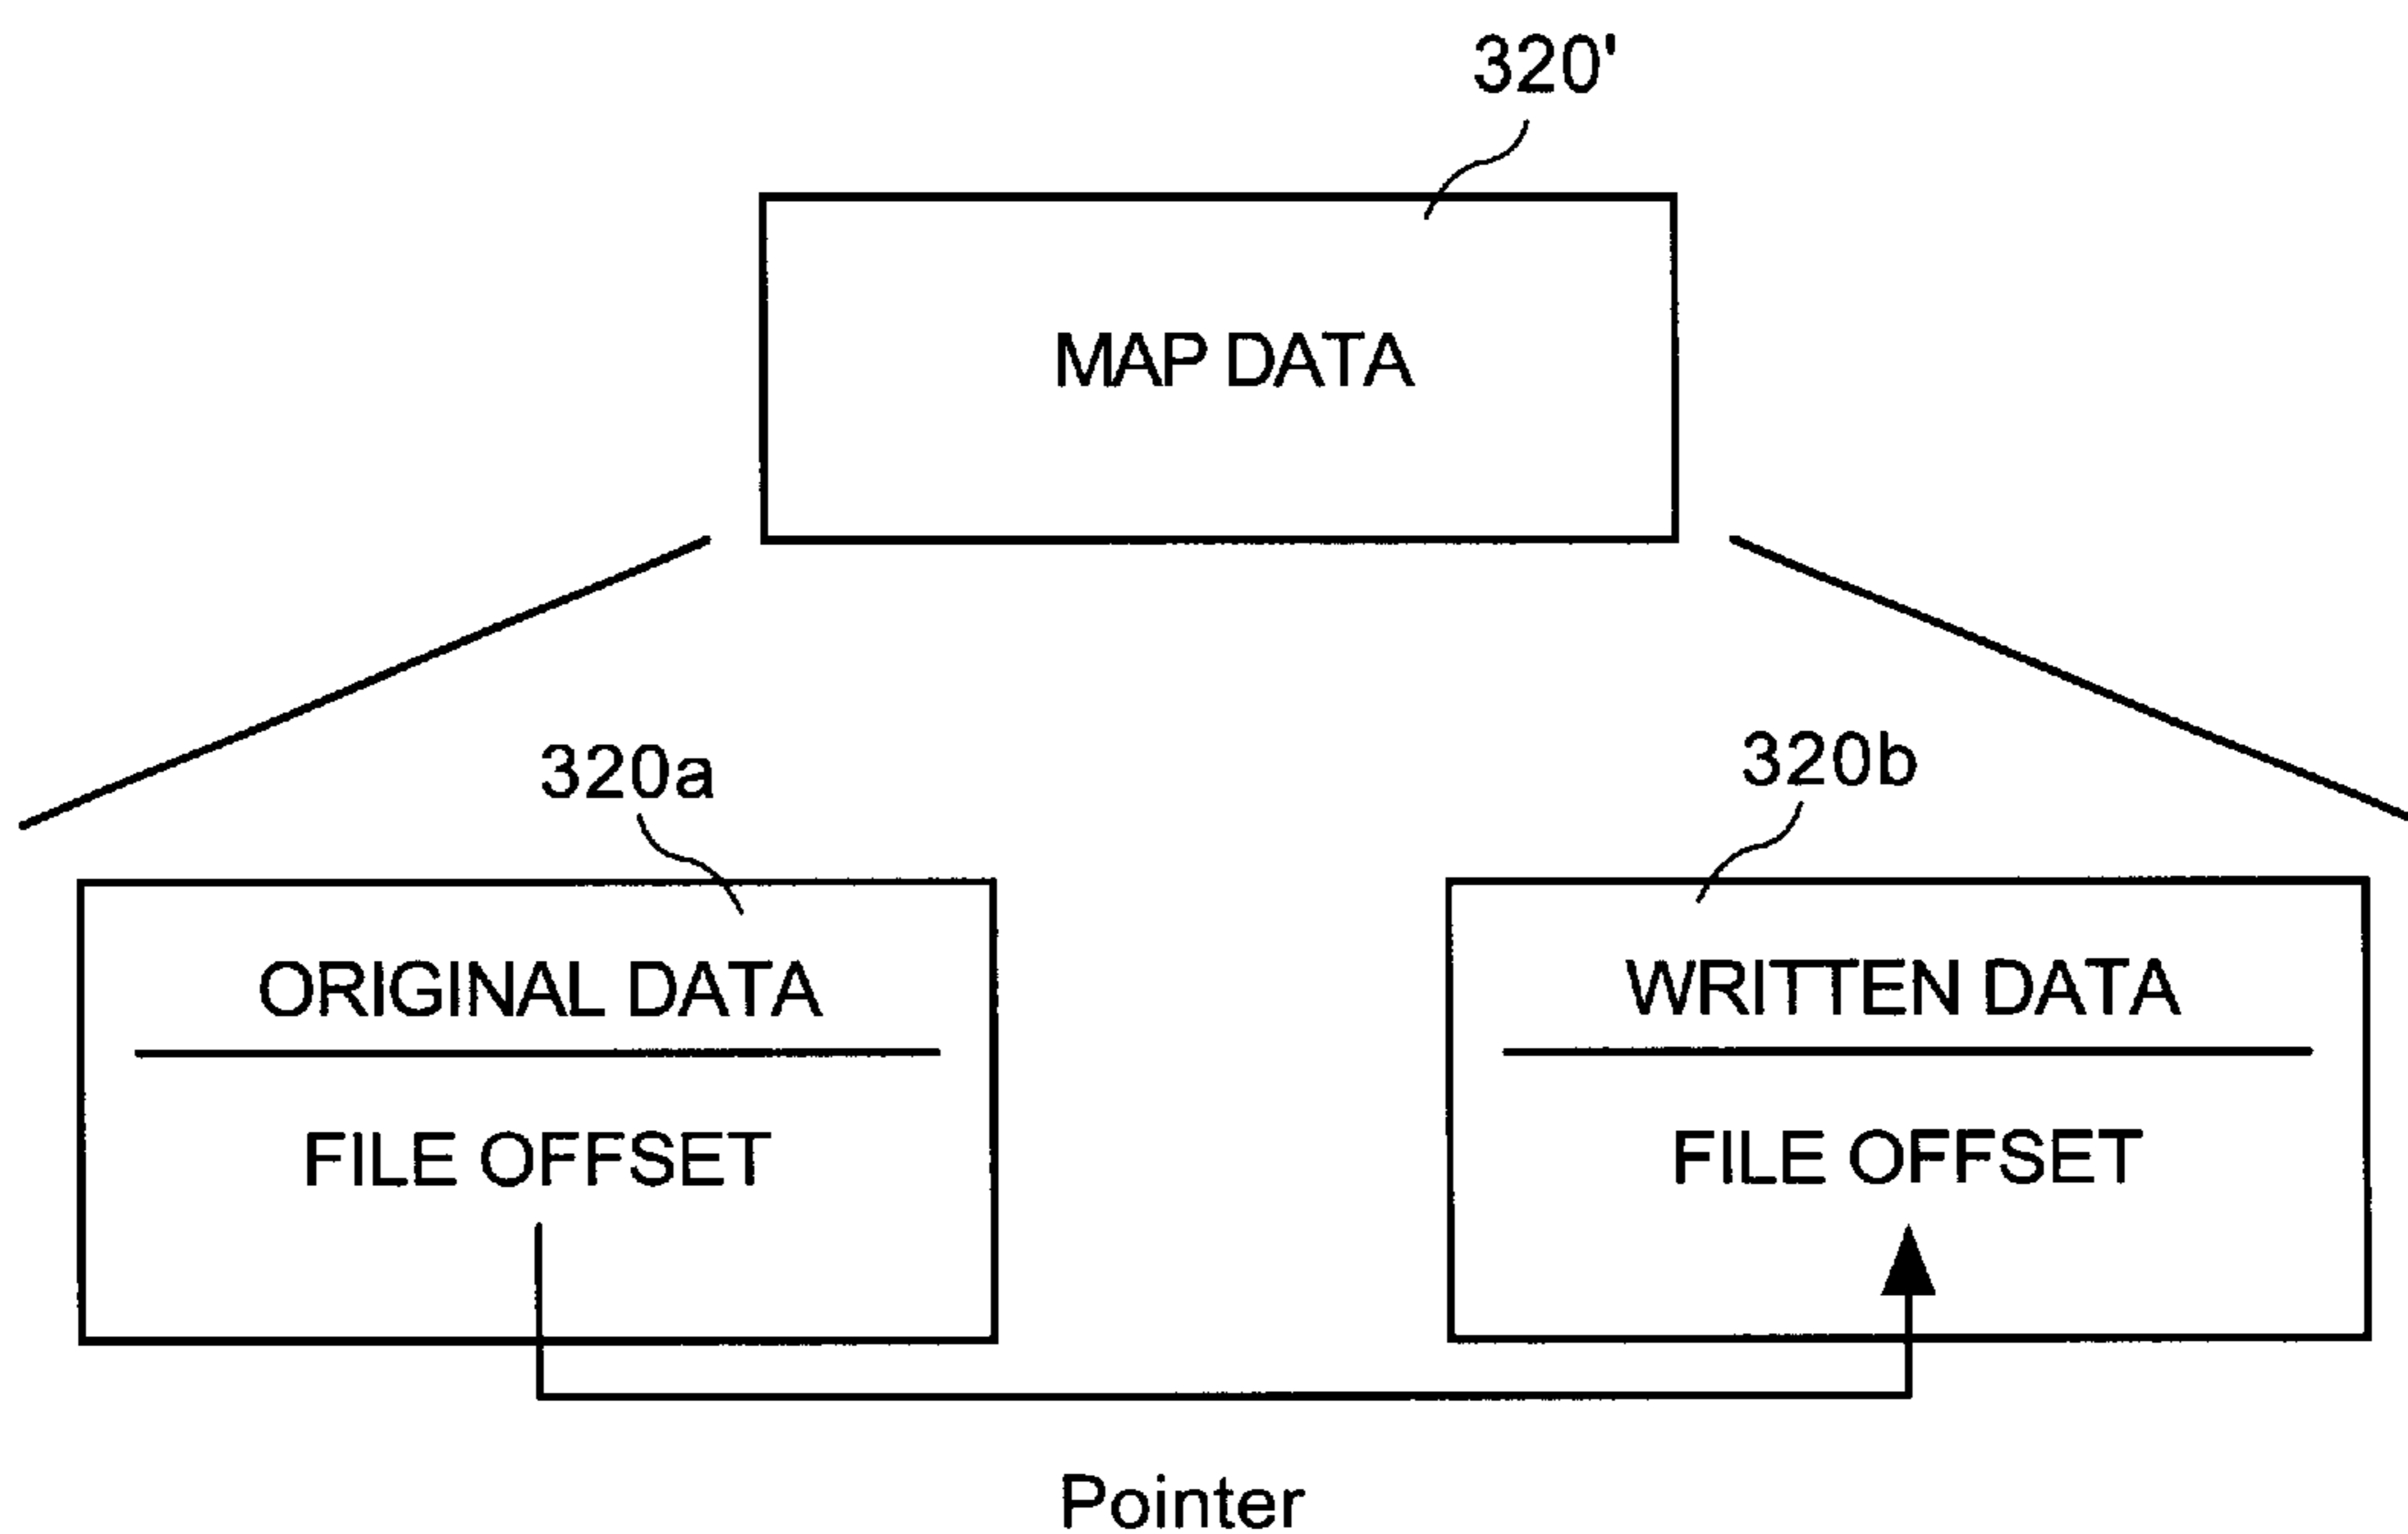 320'
MAP DATA
320a
320b
ORIGINAL DATA
FILE OFFSET
WRITTEN DATA
FILE OFFSET
Pointer